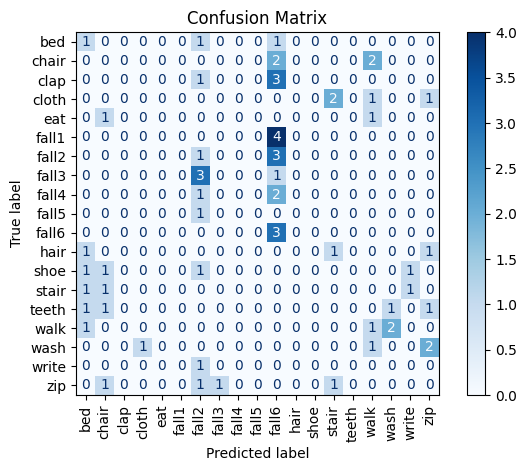 Confusion Matrix
True label
bed 1 0 0 0 0 0 1 0 0 0 1 0 0 0 0 0 0 0 0
chair 0 0 0 0 0 0 0 0 0 0 2 0 0 0 0 2 0 0 0
clap 0 0 0 0 0 0 1 0 0 0 3 0 0 0 0 0 0 0 0
cloth 0 0 0 0 0 0 0 0 0 0 0 0 0 2 0 1 0 0 1
eat 0 1 0 0 0 0 0 0 0 0 0 0 0 0 0 1 0 0 0
fall1 0 0 0 0 0 0 0 0 0 0 4 0 0 0 0 0 0 0 0
fall2 0 0 0 0 0 0 1 0 0 0 3 0 0 0 0 0 0 0 0
fall3 0 0 0 0 0 0 3 0 0 0 1 0 0 0 0 0 0 0 0
fall4 0 0 0 0 0 0 1 0 0 0 2 0 0 0 0 0 0 0 0
fall5 0 0 0 0 0 0 1 0 0 0 0 0 0 0 0 0 0 0 0
fall6 0 0 0 0 0 0 0 0 0 0 3 0 0 0 0 0 0 0 0
hair 1 0 0 0 0 0 0 0 0 0 0 0 0 1 0 0 0 0 1
shoe 1 1 0 0 0 0 1 0 0 0 0 0 0 0 0 0 0 1 0
stair 1 1 0 0 0 0 0 0 0 0 0 0 0 0 0 0 0 1 0
teeth 1 1 0 0 0 0 0 0 0 0 0 0 0 0 0 0 1 0 1
walk 1 0 0 0 0 0 0 0 0 0 0 0 0 0 0 1 2 0 0
wash 0 0 0 1 0 0 0 0 0 0 0 0 0 0 0 1 0 0 2
write 0 0 0 0 0 0 1 0 0 0 0 0 0 0 0 0 0 0 0
zip 0 1 0 0 0 0 1 1 0 0 0 0 0 1 0 0 0 0 0
bed chair clap cloth eat fall1 fall2 fall3 fall4 fall5 fall6 hair shoe stair teeth walk wash write zip
Predicted label
4.0
3.5
3.0
2.5
2.0
1.5
1.0
0.5
0.0